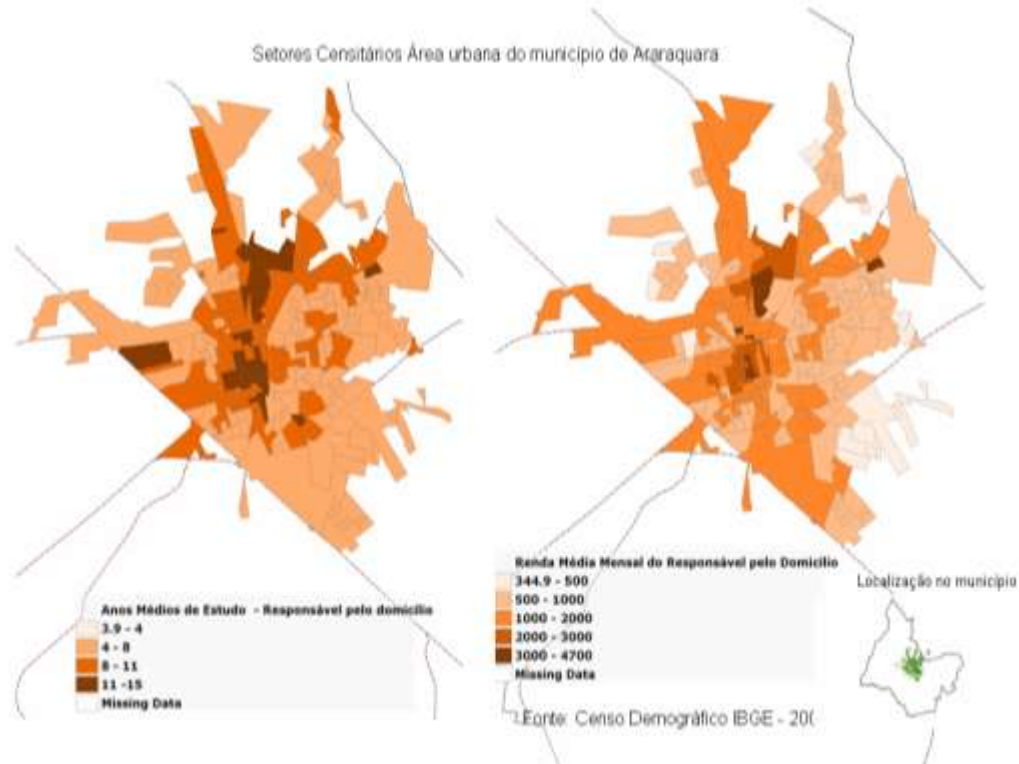 Setores Censitários Área urbana do município de Araraquara
Anos Médios de Estudo - Responsável pelo domicílio
3.9 - 4
4 - 8
8 - 11
11 -15
Missing Data
Renda Média Mensal do Responsável pelo Domicílio
344.9 - 500
500 - 1000
1000 - 2000
2000 - 3000
3000 - 4700
Missing Data
Localização no município
Fonte: Censo Demográfico IBGE - 20(